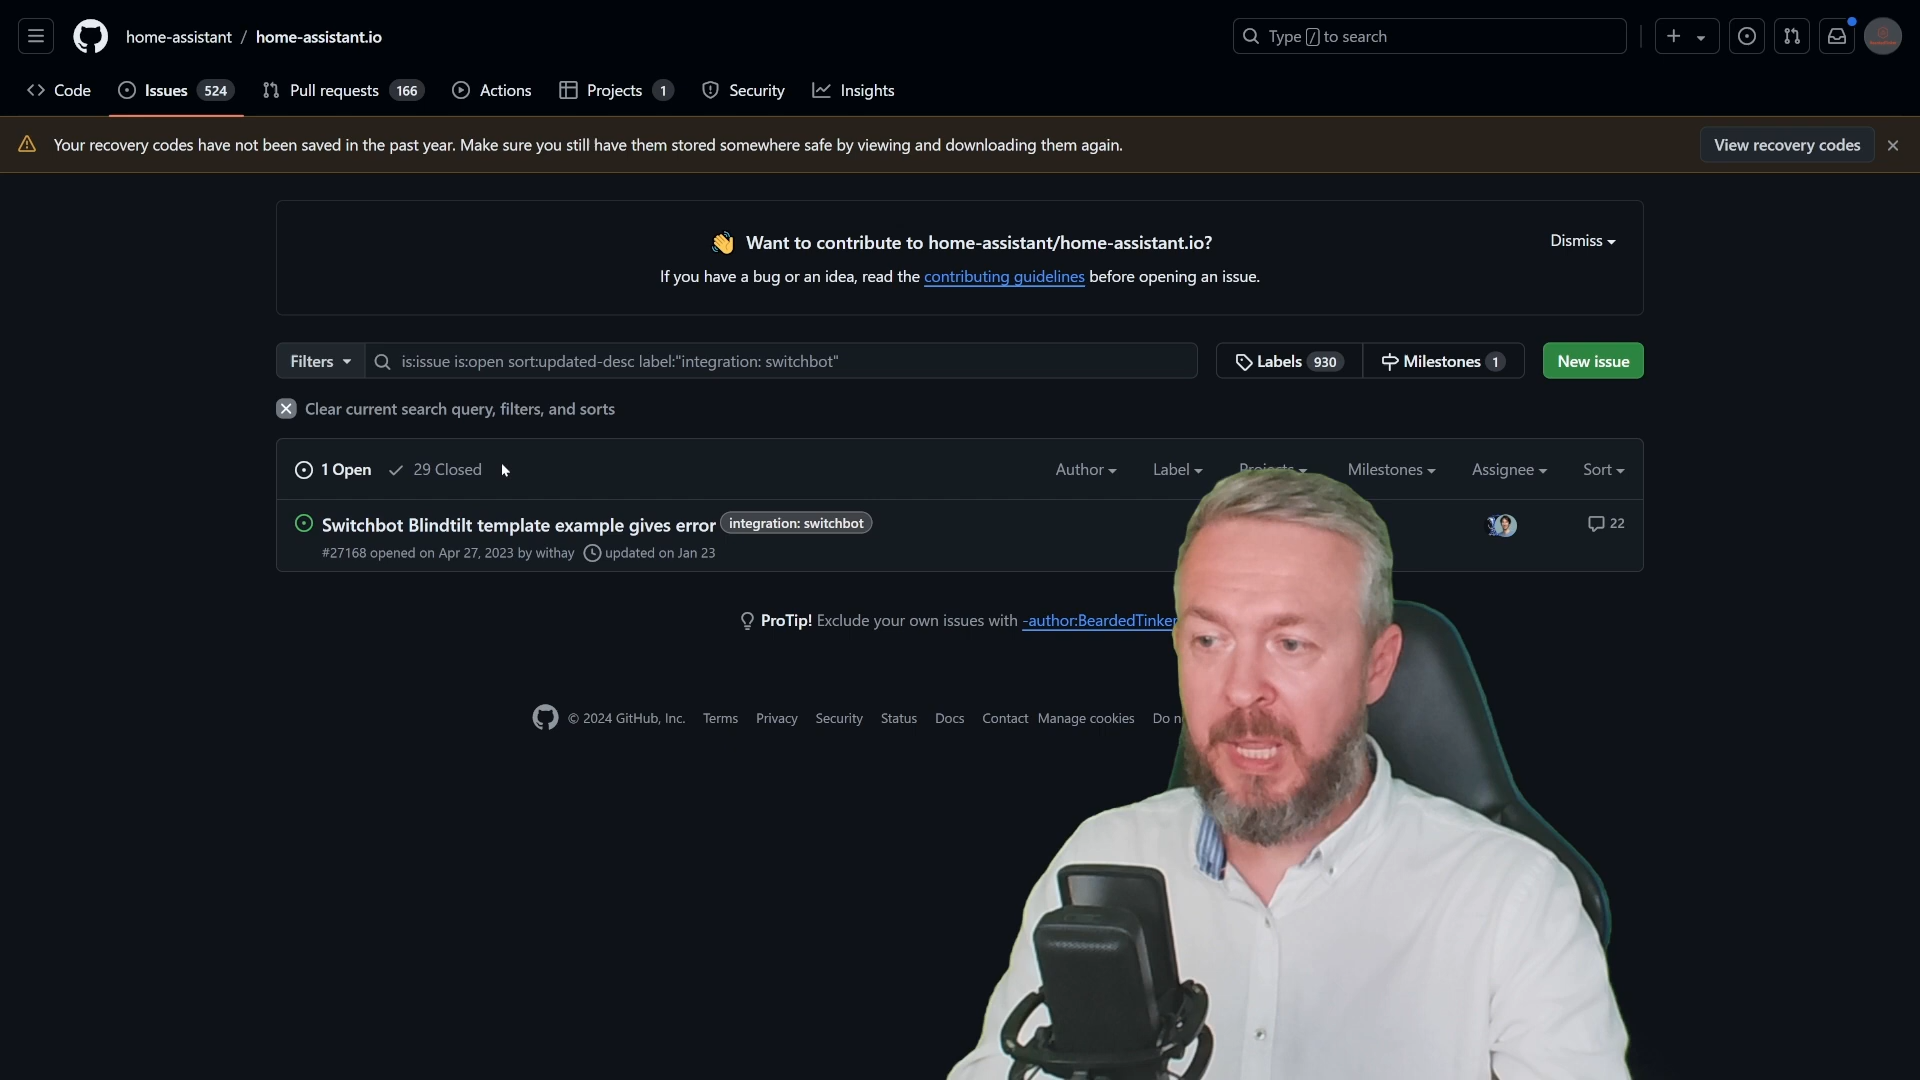 home-assistant / home-assistant.io
Type / to search
Code
Issues 524
Pull requests 166
Actions
Projects 1
Security
Insights
Your recovery codes have not been saved in the past year. Make sure you still have them stored somewhere safe by viewing and downloading them again.
View recovery codes
👋 Want to contribute to home-assistant/home-assistant.io?
Dismiss
If you have a bug or an idea, read the contributing guidelines before opening an issue.
Filters
is:issue is:open sort:updated-desc label:"integration: switchbot"
Labels 930
Milestones 1
New issue
Clear current search query, filters, and sorts
1 Open
29 Closed
Author
Label
Projects
Milestones
Assignee
Sort
Switchbot Blindtilt template example gives error integration: switchbot
22
#27168 opened on Apr 27, 2023 by withay updated on Jan 23
ProTip! Exclude your own issues with -author:BeardedTinker
© 2024 GitHub, Inc. Terms Privacy Security Status Docs Contact Manage cookies Do